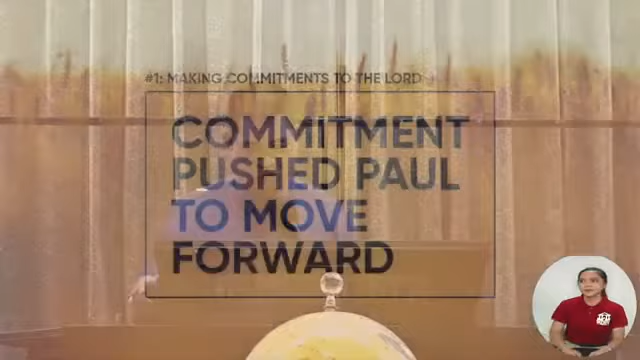 #1: MAKING COMMITMENTS TO THE LORD
COMMITMENT
PUSHED PAUL
TO MOVE
FORWARD